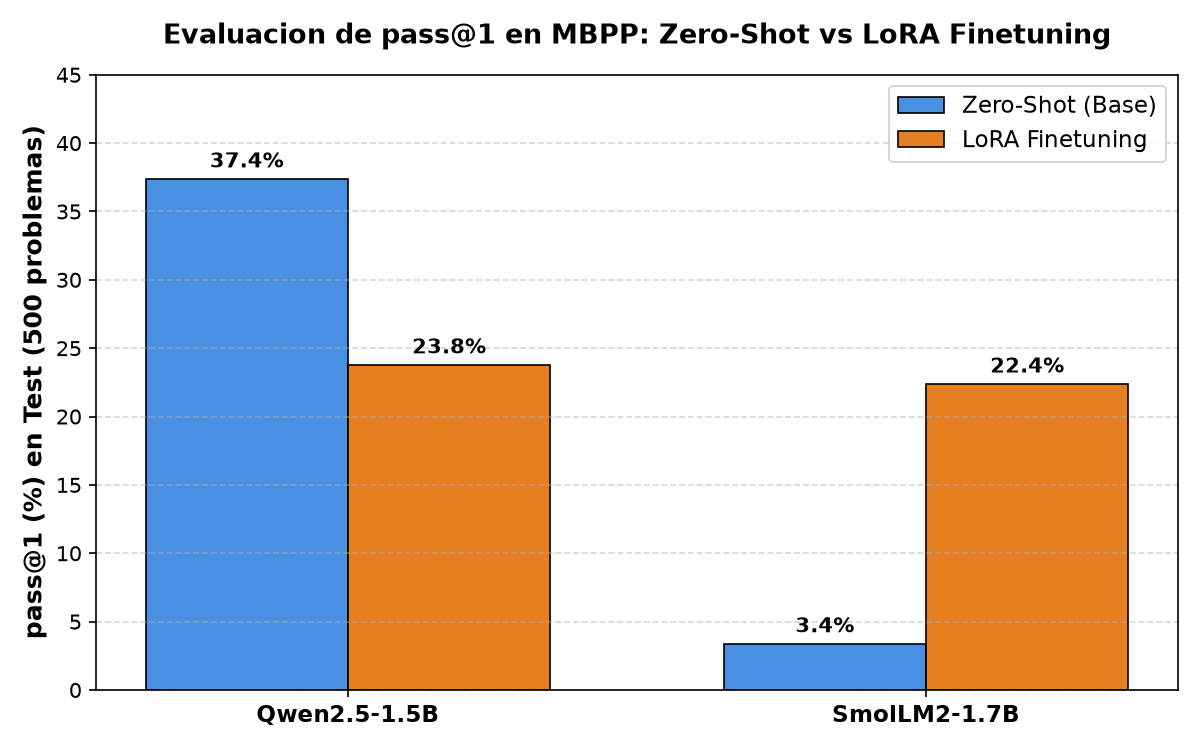 Evaluacion de pass@1 en MBPP: Zero-Shot vs LoRA Finetuning
pass@1 (%) en Test (500 problemas)
45
40
35
30
25
20
15
10
5
0
Zero-Shot (Base)
LoRA Finetuning
37.4%
23.8%
3.4%
22.4%
Qwen2.5-1.5B
SmolLM2-1.7B